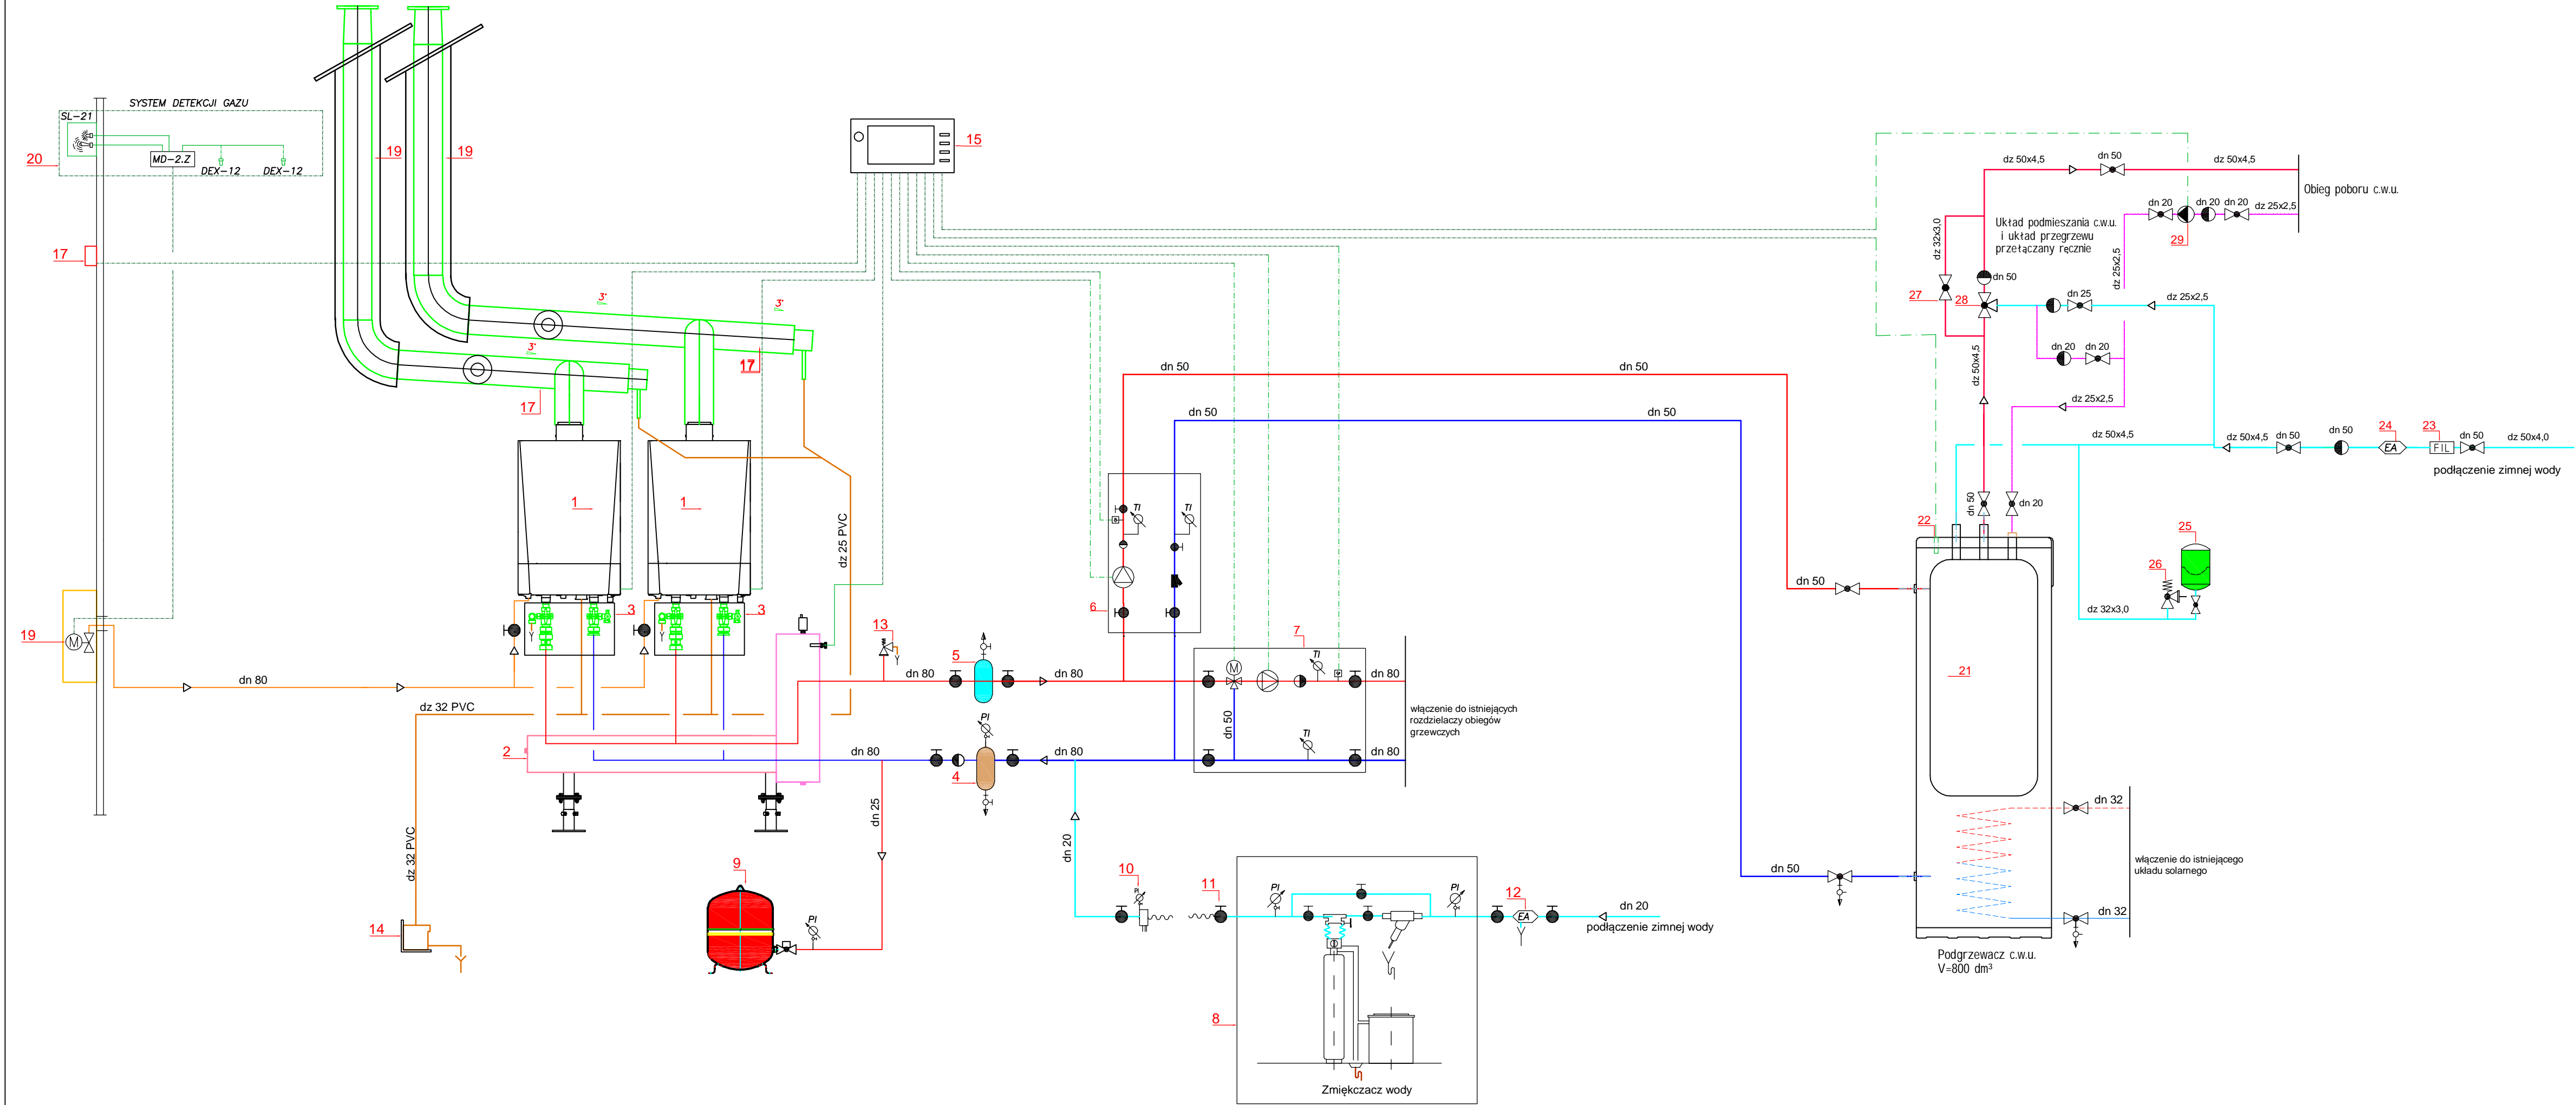 SYSTEM DETEKCJI GAZU
SL-21
MD-2.Z
DEX-12
DEX-12
20
19
19
15
17
3°
3°
3°
17
17
1
1
3
3
dz 25 PVC
19
M
dn 80
dz 32 PVC
dz 32 PVC
2
14
9
PI
dn 25
13
dn 80
5
dn 80
dn 80
PI
4
dn 80
dn 50
dn 50
dn 50
dn 50
TI
TI
6
7
M
TI
dn 80
dn 50
TI
dn 80
włączenie do istniejących
rozdzielaczy obiegów
grzewczych
dn 20
10
PI
11
PI
PI
12
EA
dn 20
podłączenie zimnej wody
8
Zmiękczacz wody
dz 50x4,5
dn 50
dz 50x4,5
Obieg poboru c.w.u.
dn 20
dn 20
dn 20
dz 25x2,5
29
dz 32x3,0
Układ podmieszania c.w.u.
i układ przegrzewu
przełączany ręcznie
dz 25x2,5
dn 50
27
28
dn 25
dz 25x2,5
dn 20
dn 20
dz 50x4,5
dz 25x2,5
dz 50x4,5
dz 50x4,5
dn 50
dn 50
24
EA
23
FIL
dn 50
dz 50x4,0
podłączenie zimnej wody
dn 50
dn 20
22
25
26
dz 32x3,0
dn 50
21
dn 50
dn 32
włączenie do istniejącego
układu solarnego
dn 32
Podgrzewacz c.w.u.
V=800 dm³